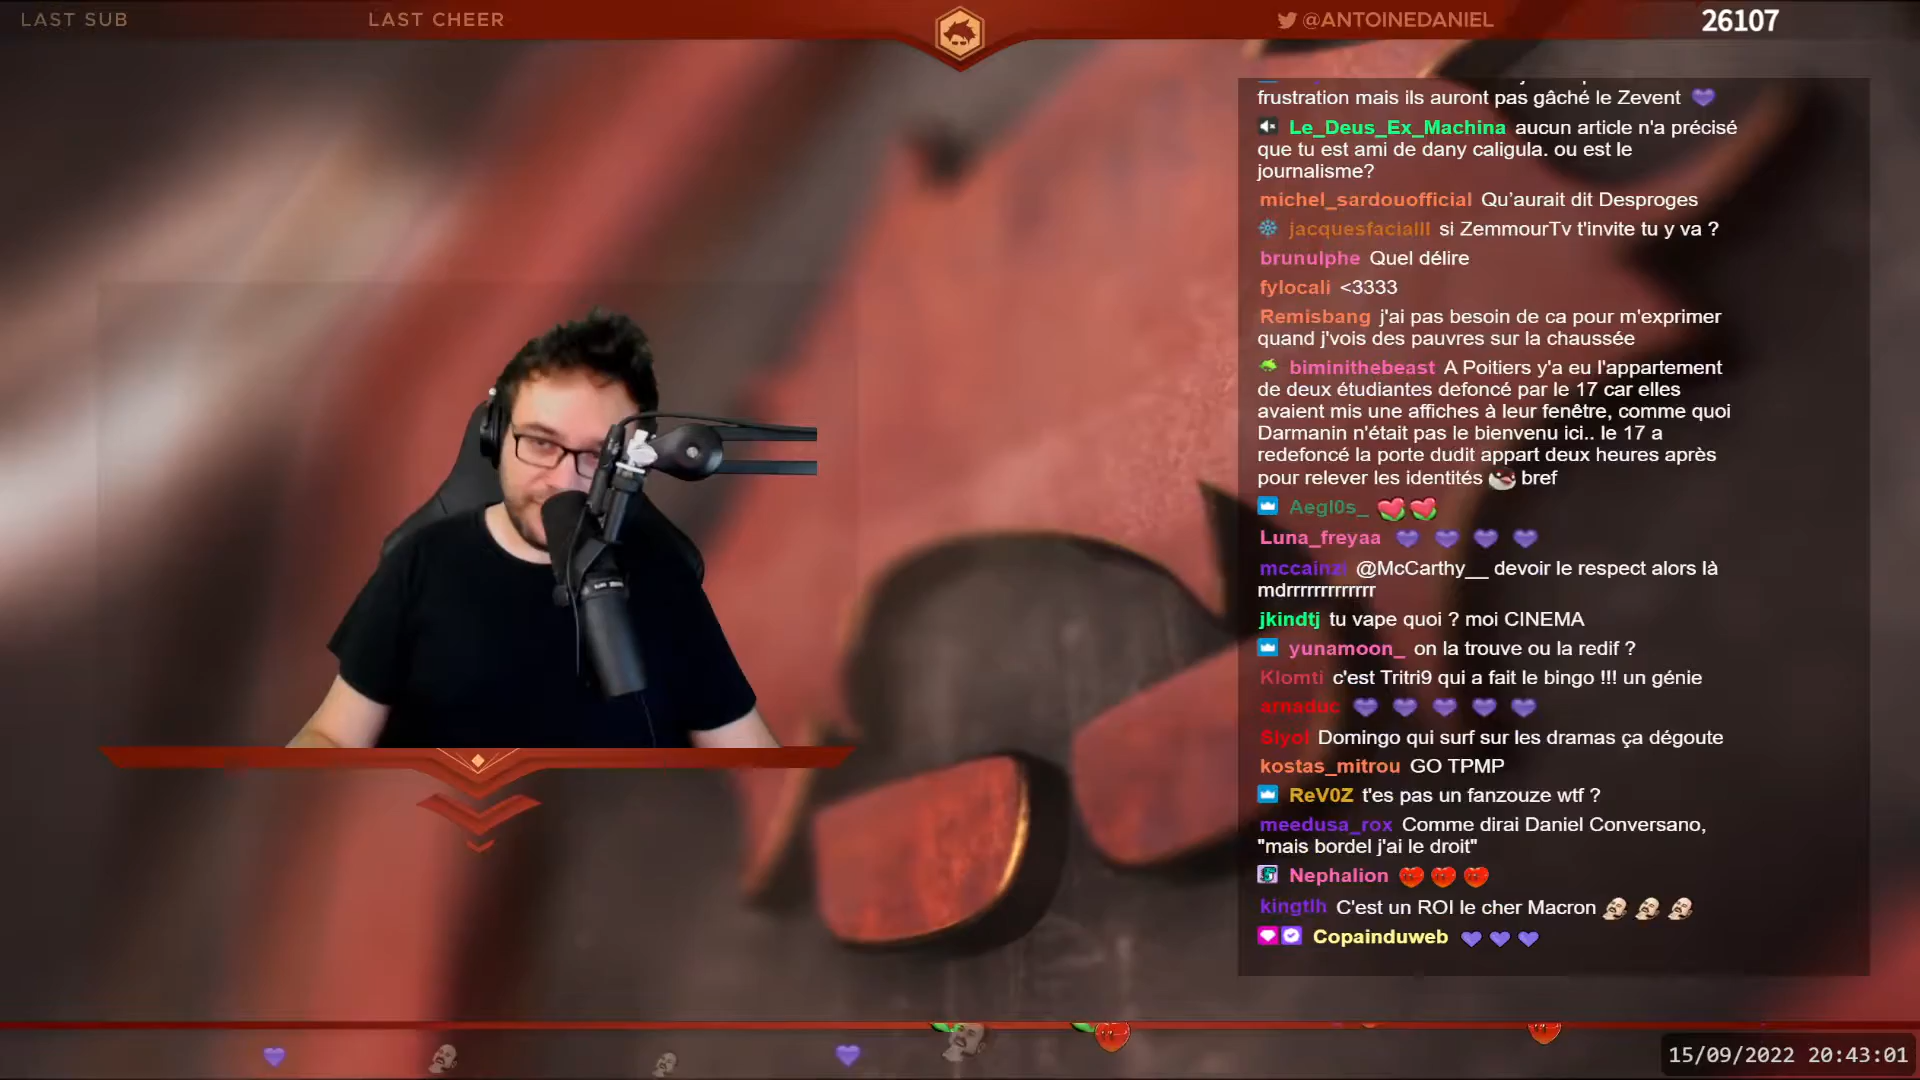 LAST SUB
LAST CHEER
@ANTOINEDANIEL
26107
frustration mais ils auront pas gâché le Zevent
Le_Deus_Ex_Machina aucun article n'a précisé
que tu est ami de dany caligula. ou est le
journalisme?
michel_sardouofficial Qu'aurait dit Desproges
jacquesfacialll si ZemmourTv t'invite tu y va ?
brunulphe Quel délire
fylocali <3333
Remisbang j'ai pas besoin de ca pour m'exprimer
quand j'vois des pauvres sur la chaussée
biminithebeast A Poitiers y'a eu l'appartement
de deux étudiantes defoncé par le 17 car elles
avaient mis une affiches à leur fenêtre, comme quoi
Darmanin n'était pas le bienvenu ici.. le 17 a
redefoncé la porte dudit appart deux heures après
pour relever les identités bref
Aegl0s_
Luna_freyaa
mccainzi @McCarthy__ devoir le respect alors là
mdrrrrrrrrrrrrr
jkindtj tu vape quoi ? moi CINEMA
yunamoon_ on la trouve ou la redif ?
Klomti c'est Tritri9 qui a fait le bingo !!! un génie
arnaduc
Slyol Domingo qui surf sur les dramas ça dégoute
kostas_mitrou GO TPMP
ReV0Z t'es pas un fanzouze wtf ?
meedusa_rox Comme dirai Daniel Conversano,
"mais bordel j'ai le droit"
Nephalion
kingtlh C'est un ROI le cher Macron
Copainduweb
15/09/2022 20:43:01